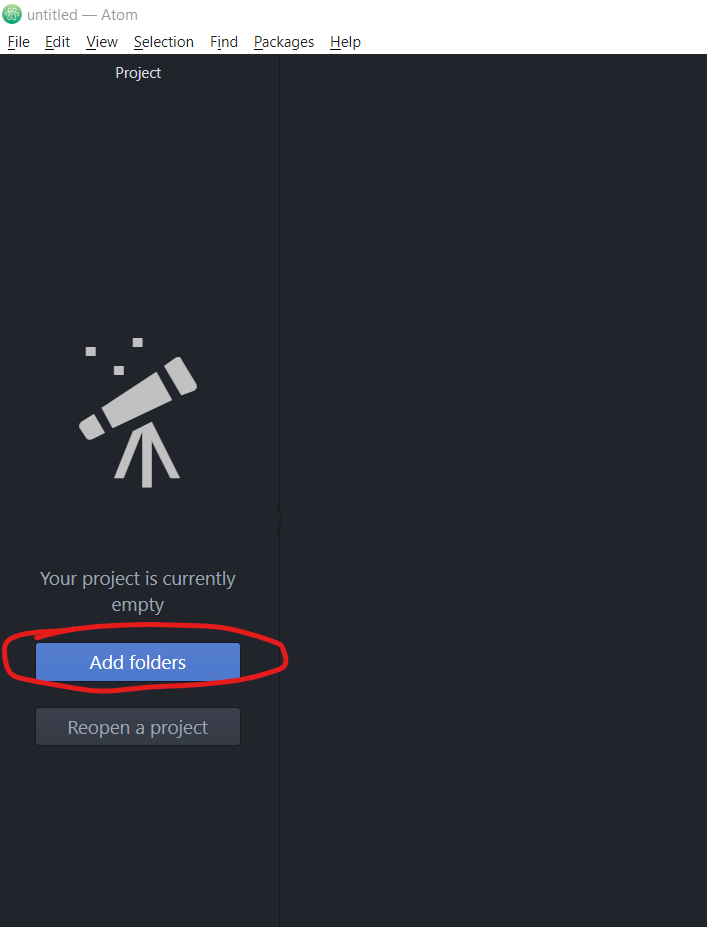 untitled — Atom
File Edit View Selection Find Packages Help
Project
Your project is currently
empty
Add folders
Reopen a project